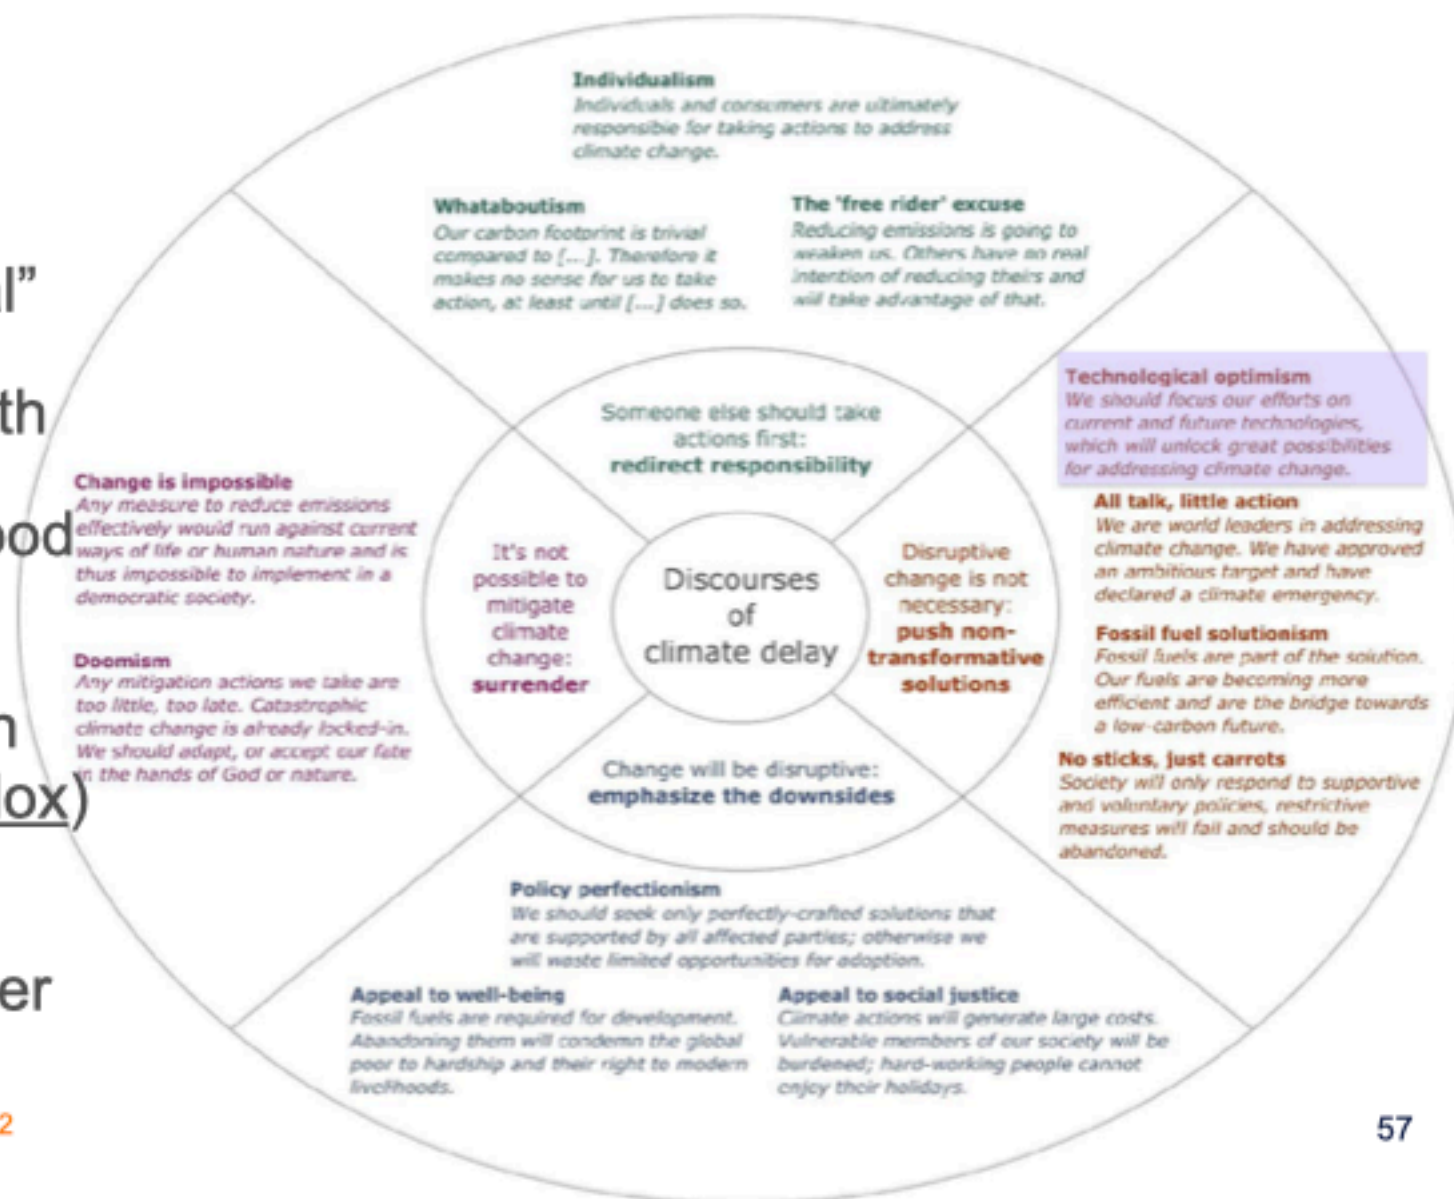 Individualism
Individuals and consumers are ultimately
responsible for taking actions to address
climate change.
Whataboutism
Our carbon footprint is trivial
compared to [...]. Therefore it
makes no sense for us to take
action, at least until [...] does so.
The 'free rider' excuse
Reducing emissions is going to
weaken us. Others have no real
intention of reducing theirs and
will take advantage of that.
l”
th
ood
n
lox)
er
2
Someone else should take
actions first:
redirect responsibility
Technological optimism
We should focus our efforts on
current and future technologies,
which will unlock great possibilities
for addressing climate change.
All talk, little action
We are world leaders in addressing
climate change. We have approved
an ambitious target and have
declared a climate emergency.
Fossil fuel solutionism
Fossil fuels are part of the solution.
Our fuels are becoming more
efficient and are the bridge towards
a low-carbon future.
No sticks, just carrots
Society will only respond to supportive
and voluntary policies, restrictive
measures will fail and should be
abandoned.
Change is impossible
Any measure to reduce emissions
effectively would run against current
ways of life or human nature and is
thus impossible to implement in a
democratic society.
Doomism
Any mitigation actions we take are
too little, too late. Catastrophic
climate change is already locked-in.
We should adapt, or accept our fate
in the hands of God or nature.
It's not
possible to
mitigate
climate
change:
surrender
Discourses
of
climate delay
Disruptive
change is not
necessary:
push non-
transformative
solutions
Change will be disruptive:
emphasize the downsides
Policy perfectionism
We should seek only perfectly-crafted solutions that
are supported by all affected parties; otherwise we
will waste limited opportunities for adoption.
Appeal to well-being
Fossil fuels are required for development.
Abandoning them will condemn the global
poor to hardship and their right to modern
livelihoods.
Appeal to social justice
Climate actions will generate large costs.
Vulnerable members of our society will be
burdened; hard-working people cannot
enjoy their holidays.
57